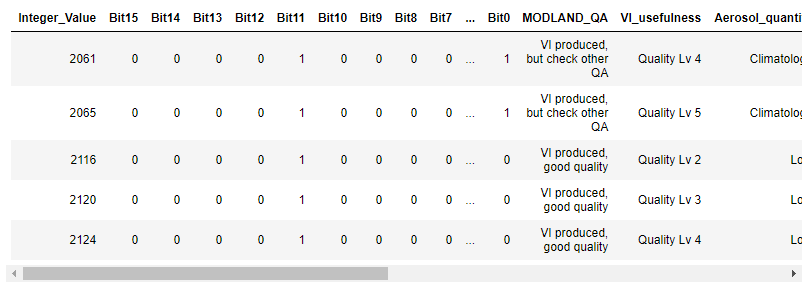 Integer_Value Bit15 Bit14 Bit13 Bit12 Bit11 Bit10 Bit9 Bit8 Bit7 ... Bit0 MODLAND_QA VI_usefulness Aerosol_quanti
2061 0 0 0 0 1 0 0 0 0 ... 1 VI produced, but check other QA Quality Lv 4 Climatolog
2065 0 0 0 0 1 0 0 0 0 ... 1 VI produced, but check other QA Quality Lv 5 Climatolog
2116 0 0 0 0 1 0 0 0 0 ... 0 VI produced, good quality Quality Lv 2 Lo
2120 0 0 0 0 1 0 0 0 0 ... 0 VI produced, good quality Quality Lv 3 Lo
2124 0 0 0 0 1 0 0 0 0 ... 0 VI produced, good quality Quality Lv 4 Lo